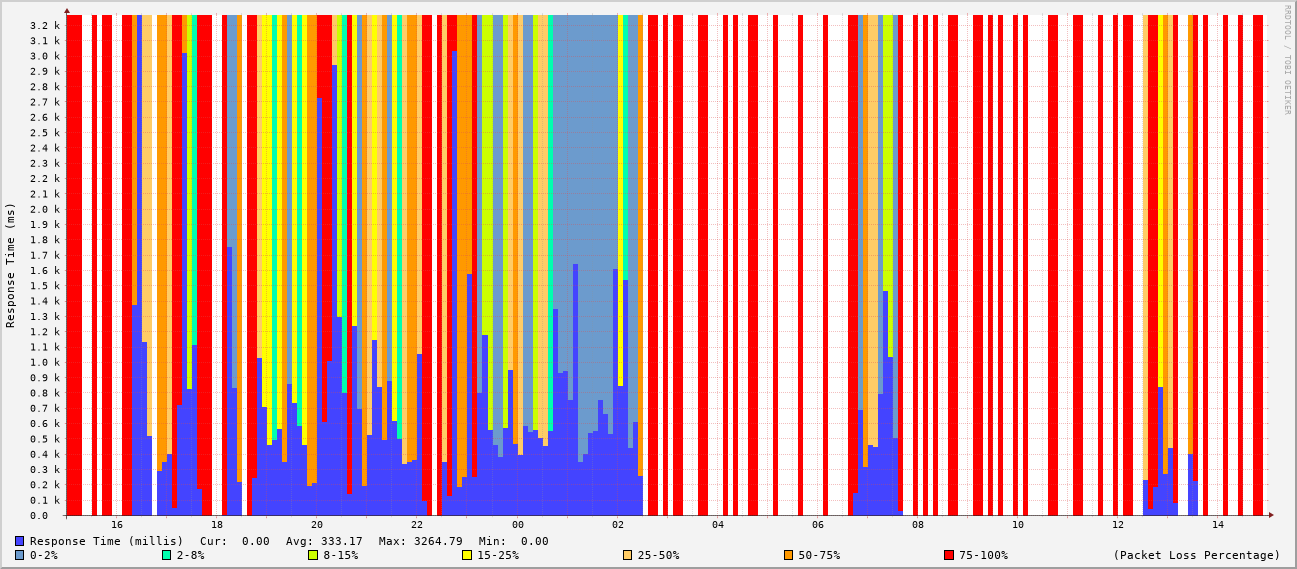 RRDTOOL / TOBI OETIKER
Response Time (ms)
3.2 k
3.1 k
3.0 k
2.9 k
2.8 k
2.7 k
2.6 k
2.5 k
2.4 k
2.3 k
2.2 k
2.1 k
2.0 k
1.9 k
1.8 k
1.7 k
1.6 k
1.5 k
1.4 k
1.3 k
1.2 k
1.1 k
1.0 k
0.9 k
0.8 k
0.7 k
0.6 k
0.5 k
0.4 k
0.3 k
0.2 k
0.1 k
0.0
16 18 20 22 00 02 04 06 08 10 12 14
Response Time (millis) Cur: 0.00 Avg: 333.17 Max: 3264.79 Min: 0.00
0-2% 2-8% 8-15% 15-25% 25-50% 50-75% 75-100% (Packet Loss Percentage)